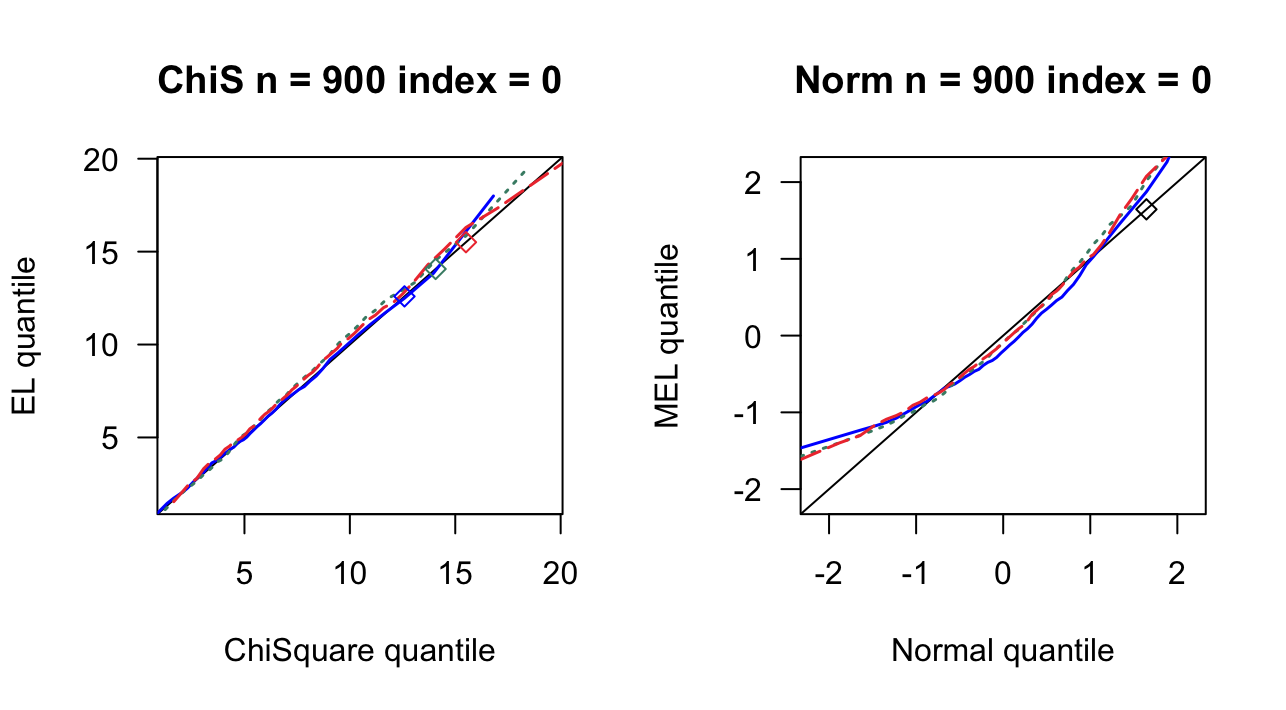 ChiS n = 900 index = 0
20
15
10
5
EL quantile
5 10 15 20
ChiSquare quantile
Norm n = 900 index = 0
2
1
0
-1
-2
MEL quantile
-2 -1 0 1 2
Normal quantile